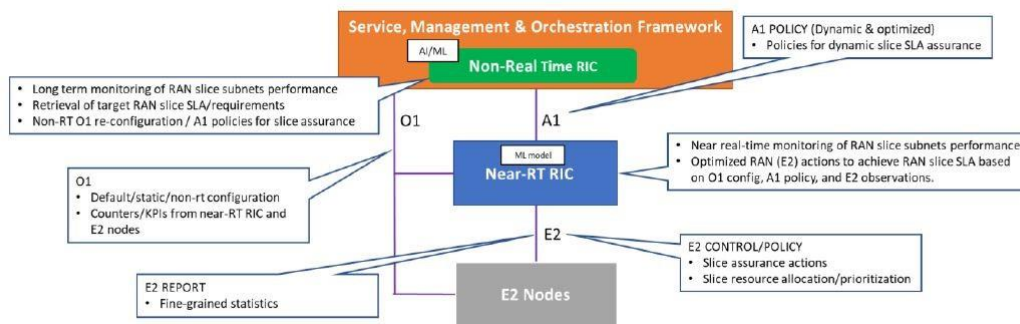 Service, Management & Orchestration Framework
AI/ML
Non-Real Time RIC
A1 POLICY (Dynamic & optimized)
• Policies for dynamic slice SLA assurance
• Long term monitoring of RAN slice subnets performance
• Retrieval of target RAN slice SLA/requirements
• Non-RT O1 re-configuration / A1 policies for slice assurance
O1
A1
ML model
Near-RT RIC
• Near real-time monitoring of RAN slice subnets performance
• Optimized RAN (E2) actions to achieve RAN slice SLA based
on O1 config, A1 policy, and E2 observations.
O1
• Default/static/non-rt configuration
• Counters/KPIs from near-RT RIC and
E2 nodes
E2
E2 CONTROL/POLICY
• Slice assurance actions
• Slice resource allocation/prioritization
E2 REPORT
• Fine-grained statistics
E2 Nodes